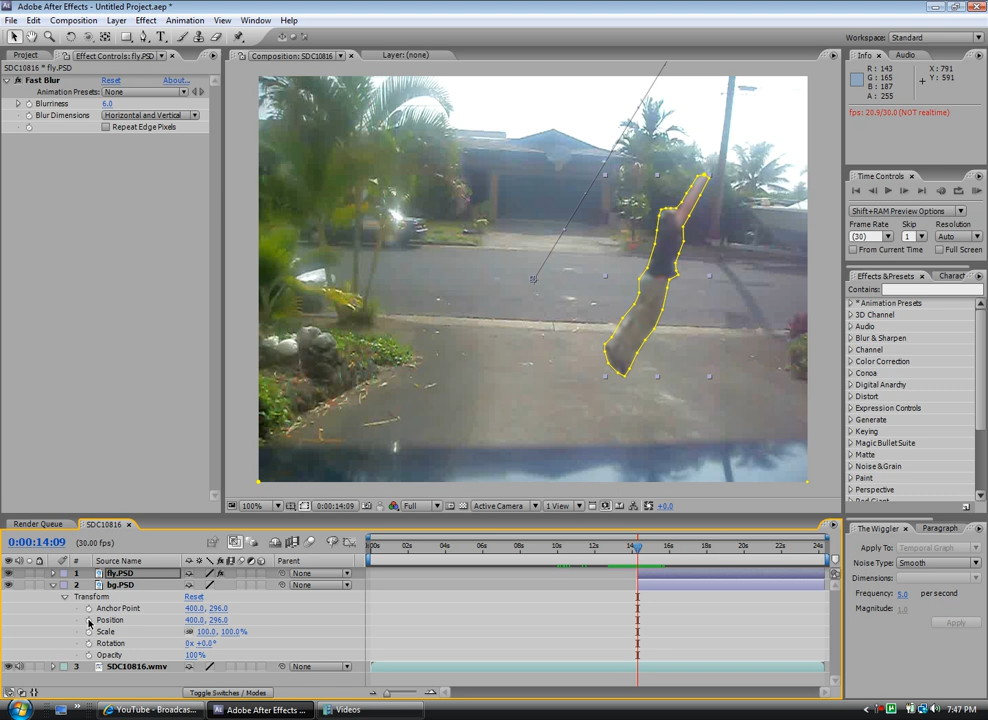 Adobe After Effects - Untitled Project.aep *
File Edit Composition Layer Effect Animation View Window Help
Workspace: Standard
Project Effect Controls: fly.PSD
SDC10816 * fly.PSD
Fast Blur Reset About...
Animation Presets: None
Blurriness 6.0
Blur Dimensions Horizontal and Vertical
Repeat Edge Pixels
Composition: SDC10816 Layer: (none)
100% 0:00:14:09 Full Active Camera 1 View +0.0
Info Audio
R : 143
G : 165
B : 187
A : 255
X : 791
Y : 591
fps: 20.9/30.0 (NOT realtime)
Time Controls
Shift+RAM Preview Options
Frame Rate Skip Resolution
(30) 1 Auto
From Current Time Full Screen
Effects & Presets Charact
Contains:
* Animation Presets
3D Channel
Audio
Blur & Sharpen
Channel
Color Correction
Conoa
Digital Anarchy
Distort
Expression Controls
Generate
Keying
Magic Bullet Suite
Matte
Noise & Grain
Paint
Perspective
Render Queue SDC10816
0:00:14:09 (30.00 fps)
:00s 02s 04s 06s 08s 10s 12s 14s 16s 18s 20s 22s 24s
# Source Name Parent
1 fly.PSD None
2 bg.PSD None
Transform Reset
Anchor Point 400.0, 296.0
Position 400.0, 296.0
Scale 100.0, 100.0%
Rotation 0x +0.0°
Opacity 100%
3 SDC10816.wmv None
Toggle Switches / Modes
The Wiggler Paragraph
Apply To: Temporal Graph
Noise Type: Smooth
Dimensions:
Frequency: 5.0 per second
Magnitude: 1.0
Apply
YouTube - Broadcas... Adobe After Effects ... Videos 7:47 PM